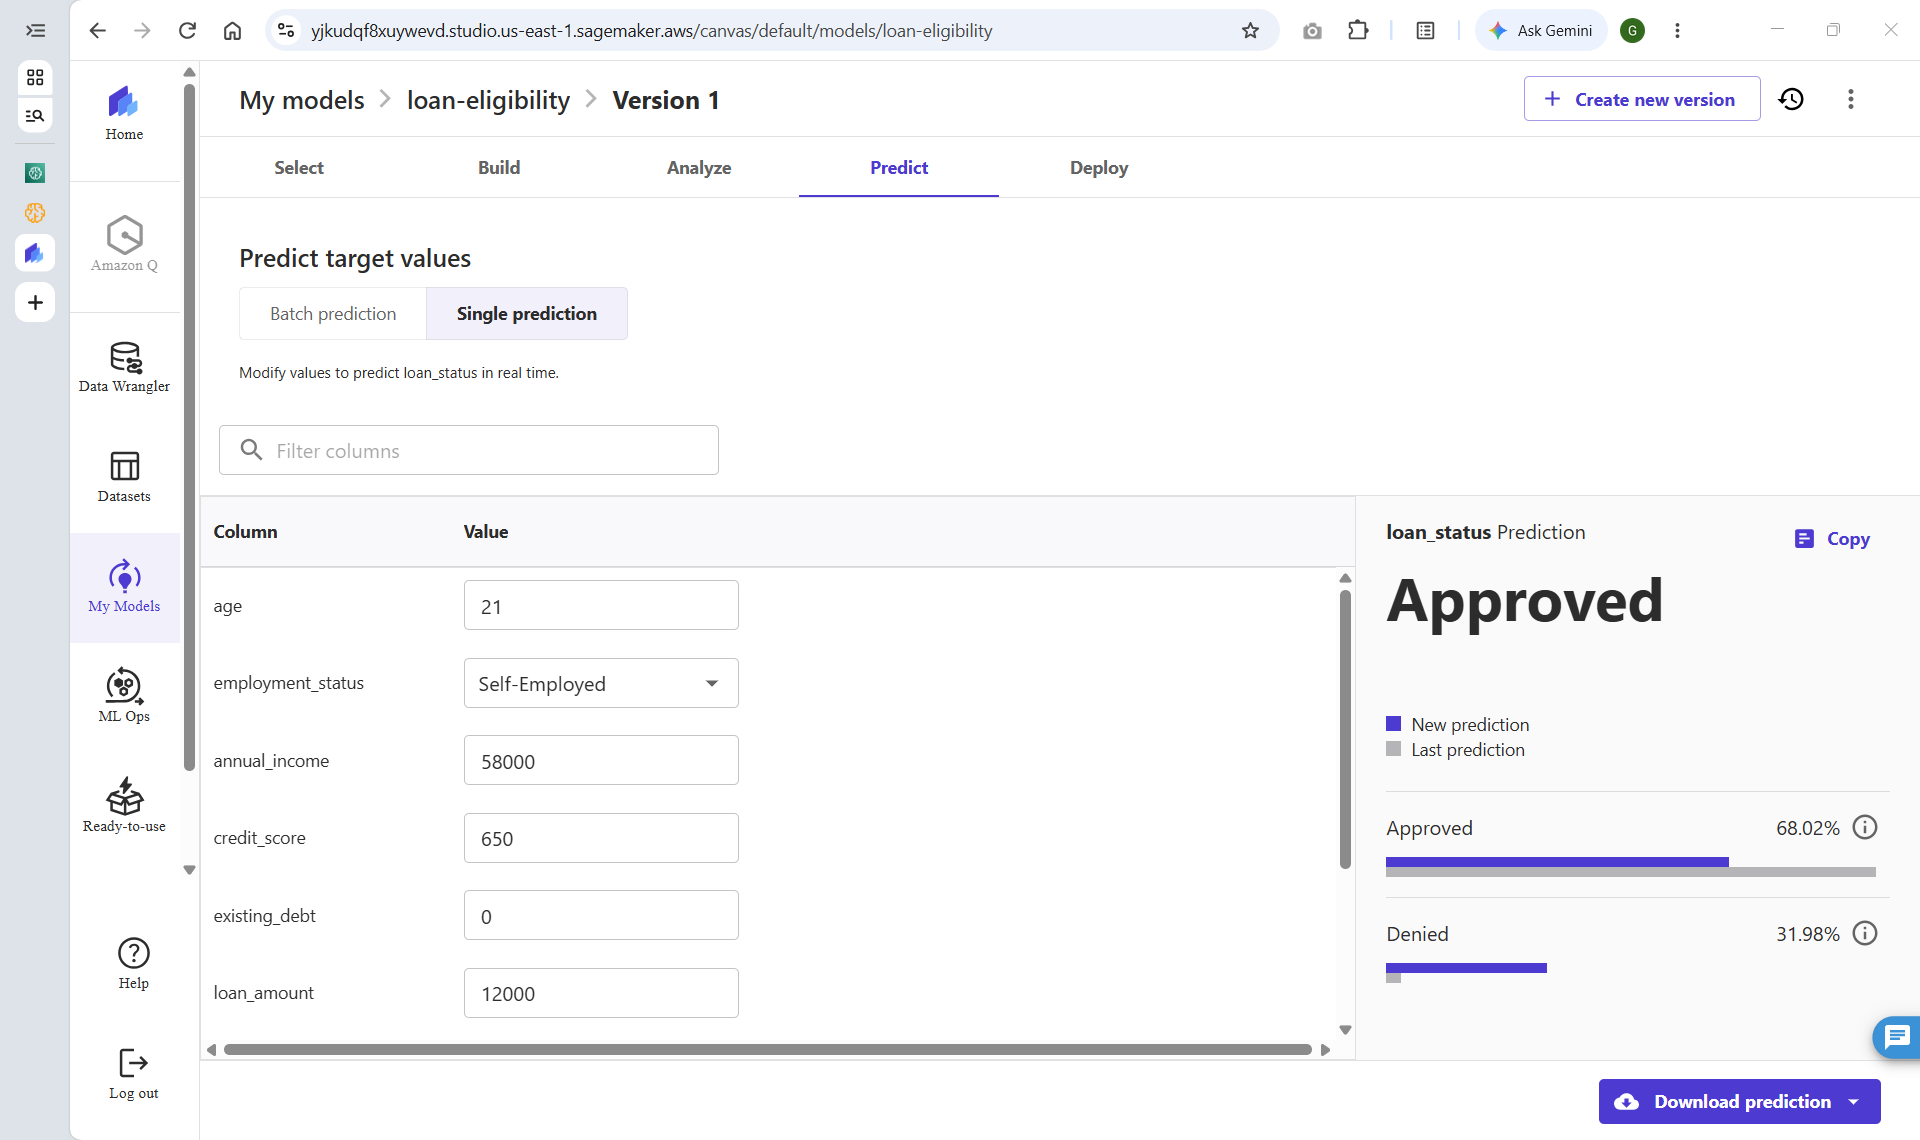 yjkudqf8xuywevd.studio.us-east-1.sagemaker.aws/canvas/default/models/loan-eligibility
Ask Gemini
G
Home
Amazon Q
Data Wrangler
Datasets
My Models
ML Ops
Ready-to-use
Help
Log out
My models > loan-eligibility > Version 1
+ Create new version
Select Build Analyze Predict Deploy
Predict target values
Batch prediction Single prediction
Modify values to predict loan_status in real time.
Filter columns
Column Value
age 21
employment_status Self-Employed
annual_income 58000
credit_score 650
existing_debt 0
loan_amount 12000
loan_status Prediction
Copy
Approved
New prediction
Last prediction
Approved 68.02%
Denied 31.98%
Download prediction